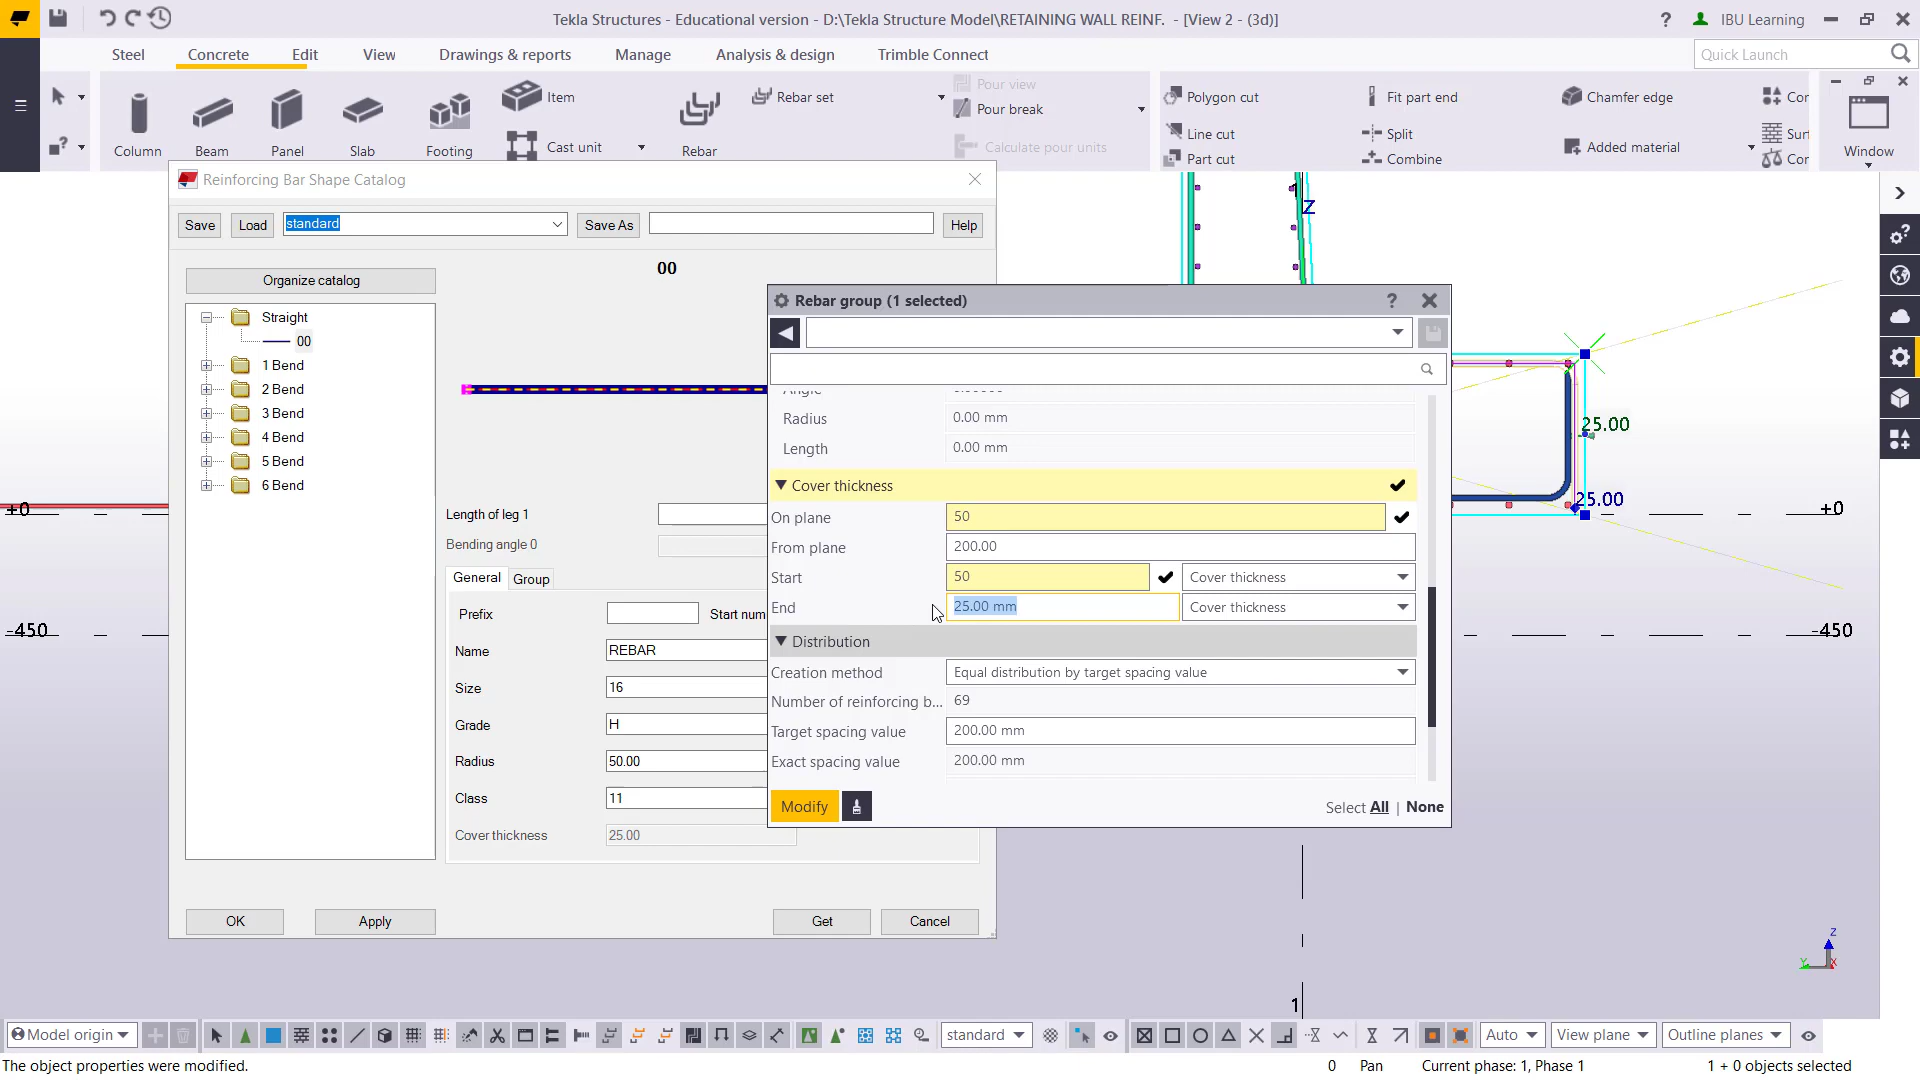 Tekla Structures - Educational version - D:\Tekla Structure Model\RETAINING WALL REINF. - [View 2 - (3d)]
? IBU Learning
Steel Concrete Edit View Drawings & reports Manage Analysis & design Trimble Connect
Quick Launch
Column Beam Panel Slab Footing
Item
Cast unit
Rebar
Rebar set
Pour view
Pour break
Calculate pour units
Polygon cut
Line cut
Part cut
Fit part end
Split
Combine
Chamfer edge
Added material
Window
Reinforcing Bar Shape Catalog
Save Load standard Save As Help
Organize catalog
00
Straight
00
1 Bend
2 Bend
3 Bend
4 Bend
5 Bend
6 Bend
Length of leg 1
Bending angle 0
General Group
Prefix Start num
Name REBAR
Size 16
Grade H
Radius 50.00
Class 11
Cover thickness 25.00
OK Apply Get Cancel
Rebar group (1 selected)
?
Radius 0.00 mm
Length 0.00 mm
Cover thickness
On plane 50
From plane 200.00
Start 50 Cover thickness
End 25.00 mm Cover thickness
Distribution
Creation method Equal distribution by target spacing value
Number of reinforcing b... 69
Target spacing value 200.00 mm
Exact spacing value 200.00 mm
Modify Select All | None
+0
-450
Z
25.00
25.00
+0
-450
1
Z
Y X
Model origin standard Auto View plane Outline planes
The object properties were modified. 0 Pan Current phase: 1, Phase 1 1 + 0 objects selected